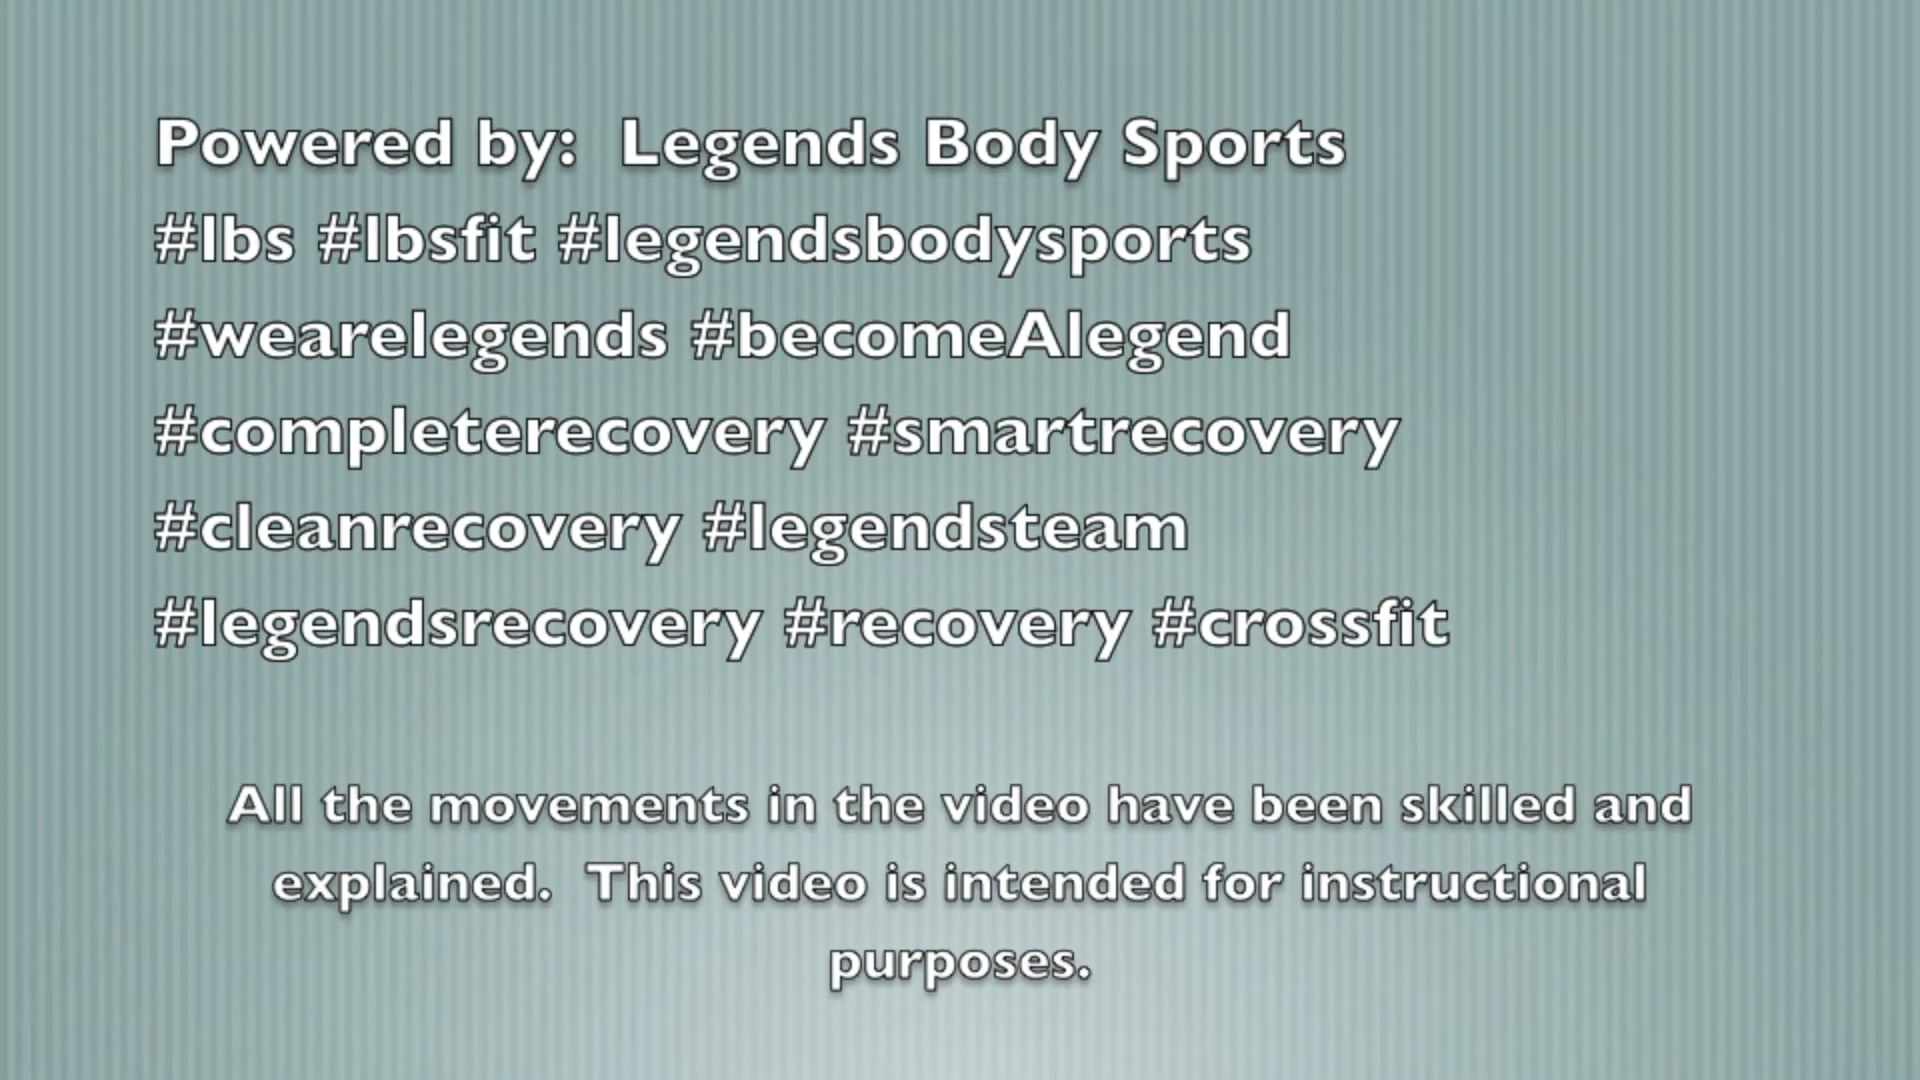 Powered by:  Legends Body Sports
#lbs #lbsfit #legendsbodysports
#wearelegends #becomeAlegend
#completerecovery #smartrecovery
#cleanrecovery #legendsteam
#legendsrecovery #recovery #crossfit
All the movements in the video have been skilled and
explained.  This video is intended for instructional
purposes.